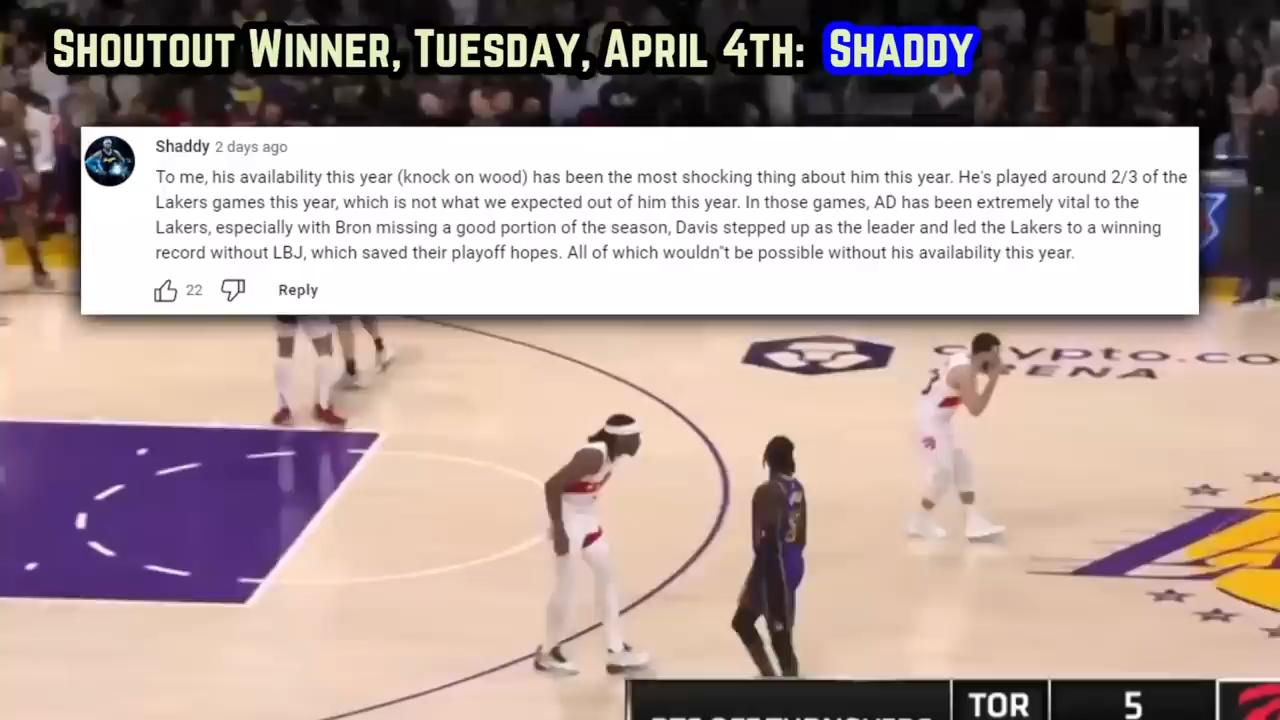 Shoutout Winner, Tuesday, April 4th: Shaddy
Shaddy 2 days ago
To me, his availability this year (knock on wood) has been the most shocking thing about him this year. He's played around 2/3 of the
Lakers games this year, which is not what we expected out of him this year. In those games, AD has been extremely vital to the
Lakers, especially with Bron missing a good portion of the season, Davis stepped up as the leader and led the Lakers to a winning
record without LBJ, which saved their playoff hopes. All of which wouldn"t be possible without his availability this year.
22 Reply
crypto.co
ARENA
TOR 5